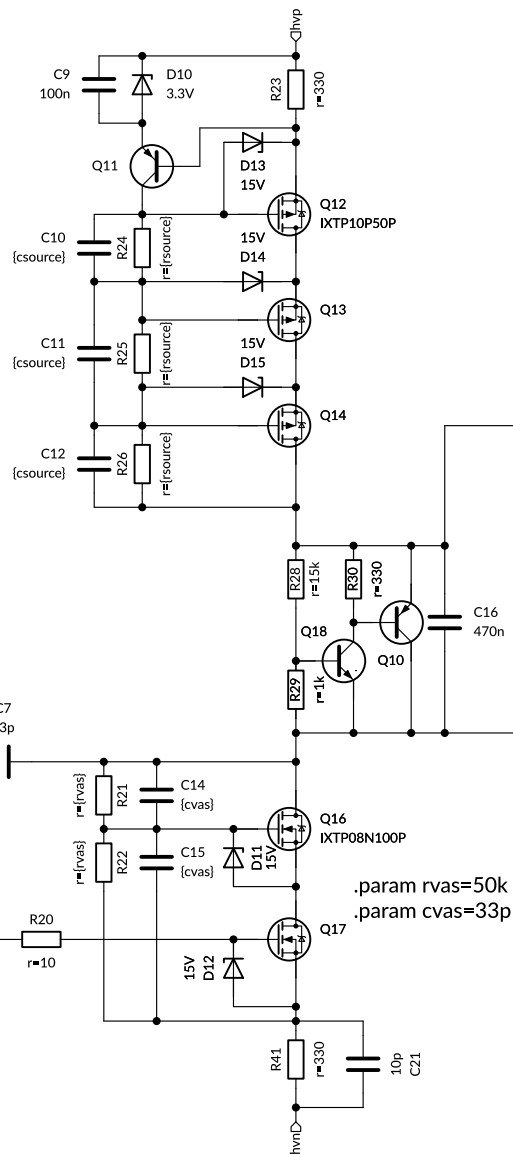 hvp
C9
100n
D10
3.3V
R23
r=330
Q11
D13
15V
Q12
IXTP10P50P
C10
{csource}
R24
r={rsource}
15V
D14
Q13
C11
{csource}
R25
r={rsource}
15V
D15
Q14
C12
{csource}
R26
r={rsource}
R28
r=15k
R30
r=330
C16
470n
Q18
Q10
R29
r=1k
C7
3p
r={rvas}
R21
C14
{cvas}
Q16
IXTP08N100P
r={rvas}
R22
C15
{cvas}
D11
15V
.param rvas=50k
.param cvas=33p
R20
r=10
15V
D12
Q17
R41
r=330
10p
C21
hvn